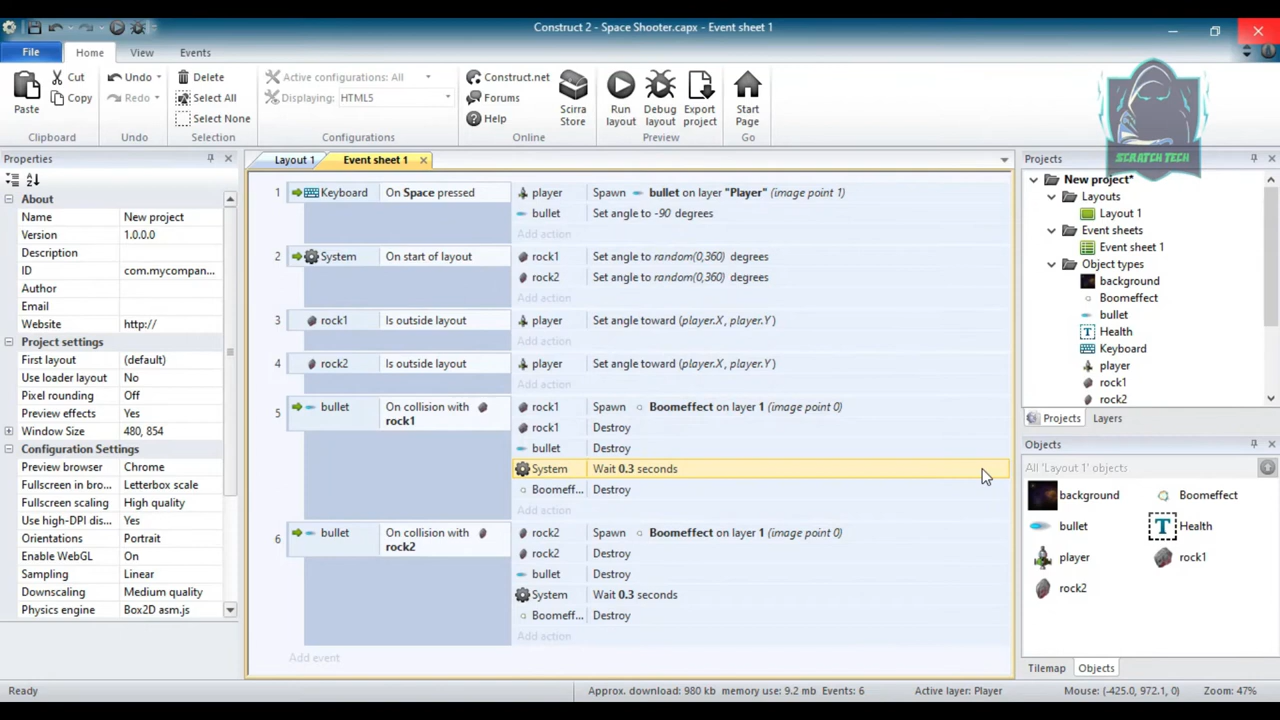 Construct 2 - Space Shooter.capx - Event sheet 1
File Home View Events
Paste Cut Copy
Undo Redo
Delete Select All Select None
Active configurations: All
Displaying: HTML5
Construct.net Forums Help
Scirra Store
Run layout
Debug layout
Export project
Start Page
Clipboard Undo Selection Configurations Online Preview Go
SCRATCH TECH
Properties
About
Name New project
Version 1.0.0.0
Description
ID com.mycompan...
Author
Email
Website http://
Project settings
First layout (default)
Use loader layout No
Pixel rounding Off
Preview effects Yes
Window Size 480, 854
Configuration Settings
Preview browser Chrome
Fullscreen in bro... Letterbox scale
Fullscreen scaling High quality
Use high-DPI dis... Yes
Orientations Portrait
Enable WebGL On
Sampling Linear
Downscaling Medium quality
Physics engine Box2D asm.js
Layout 1 Event sheet 1
1 Keyboard On Space pressed player Spawn bullet on layer "Player" (image point 1)
bullet Set angle to -90 degrees
Add action
2 System On start of layout rock1 Set angle to random(0,360) degrees
rock2 Set angle to random(0,360) degrees
Add action
3 rock1 Is outside layout player Set angle toward (player.X, player.Y)
Add action
4 rock2 Is outside layout player Set angle toward (player.X, player.Y)
Add action
5 bullet On collision with rock1 rock1 Spawn Boomeffect on layer 1 (image point 0)
rock1 Destroy
bullet Destroy
System Wait 0.3 seconds
Boomeff... Destroy
Add action
6 bullet On collision with rock2 rock2 Spawn Boomeffect on layer 1 (image point 0)
rock2 Destroy
bullet Destroy
System Wait 0.3 seconds
Boomeff... Destroy
Add action
Add event
Projects
New project*
Layouts
Layout 1
Event sheets
Event sheet 1
Object types
background
Boomeffect
bullet
Health
Keyboard
player
rock1
rock2
Projects Layers
Objects
All 'Layout 1' objects
background Boomeffect
bullet T Health
player rock1
rock2
Tilemap Objects
Ready Approx. download: 980 kb memory use: 9.2 mb Events: 6 Active layer: Player Mouse: (-425.0, 972.1, 0) Zoom: 47%